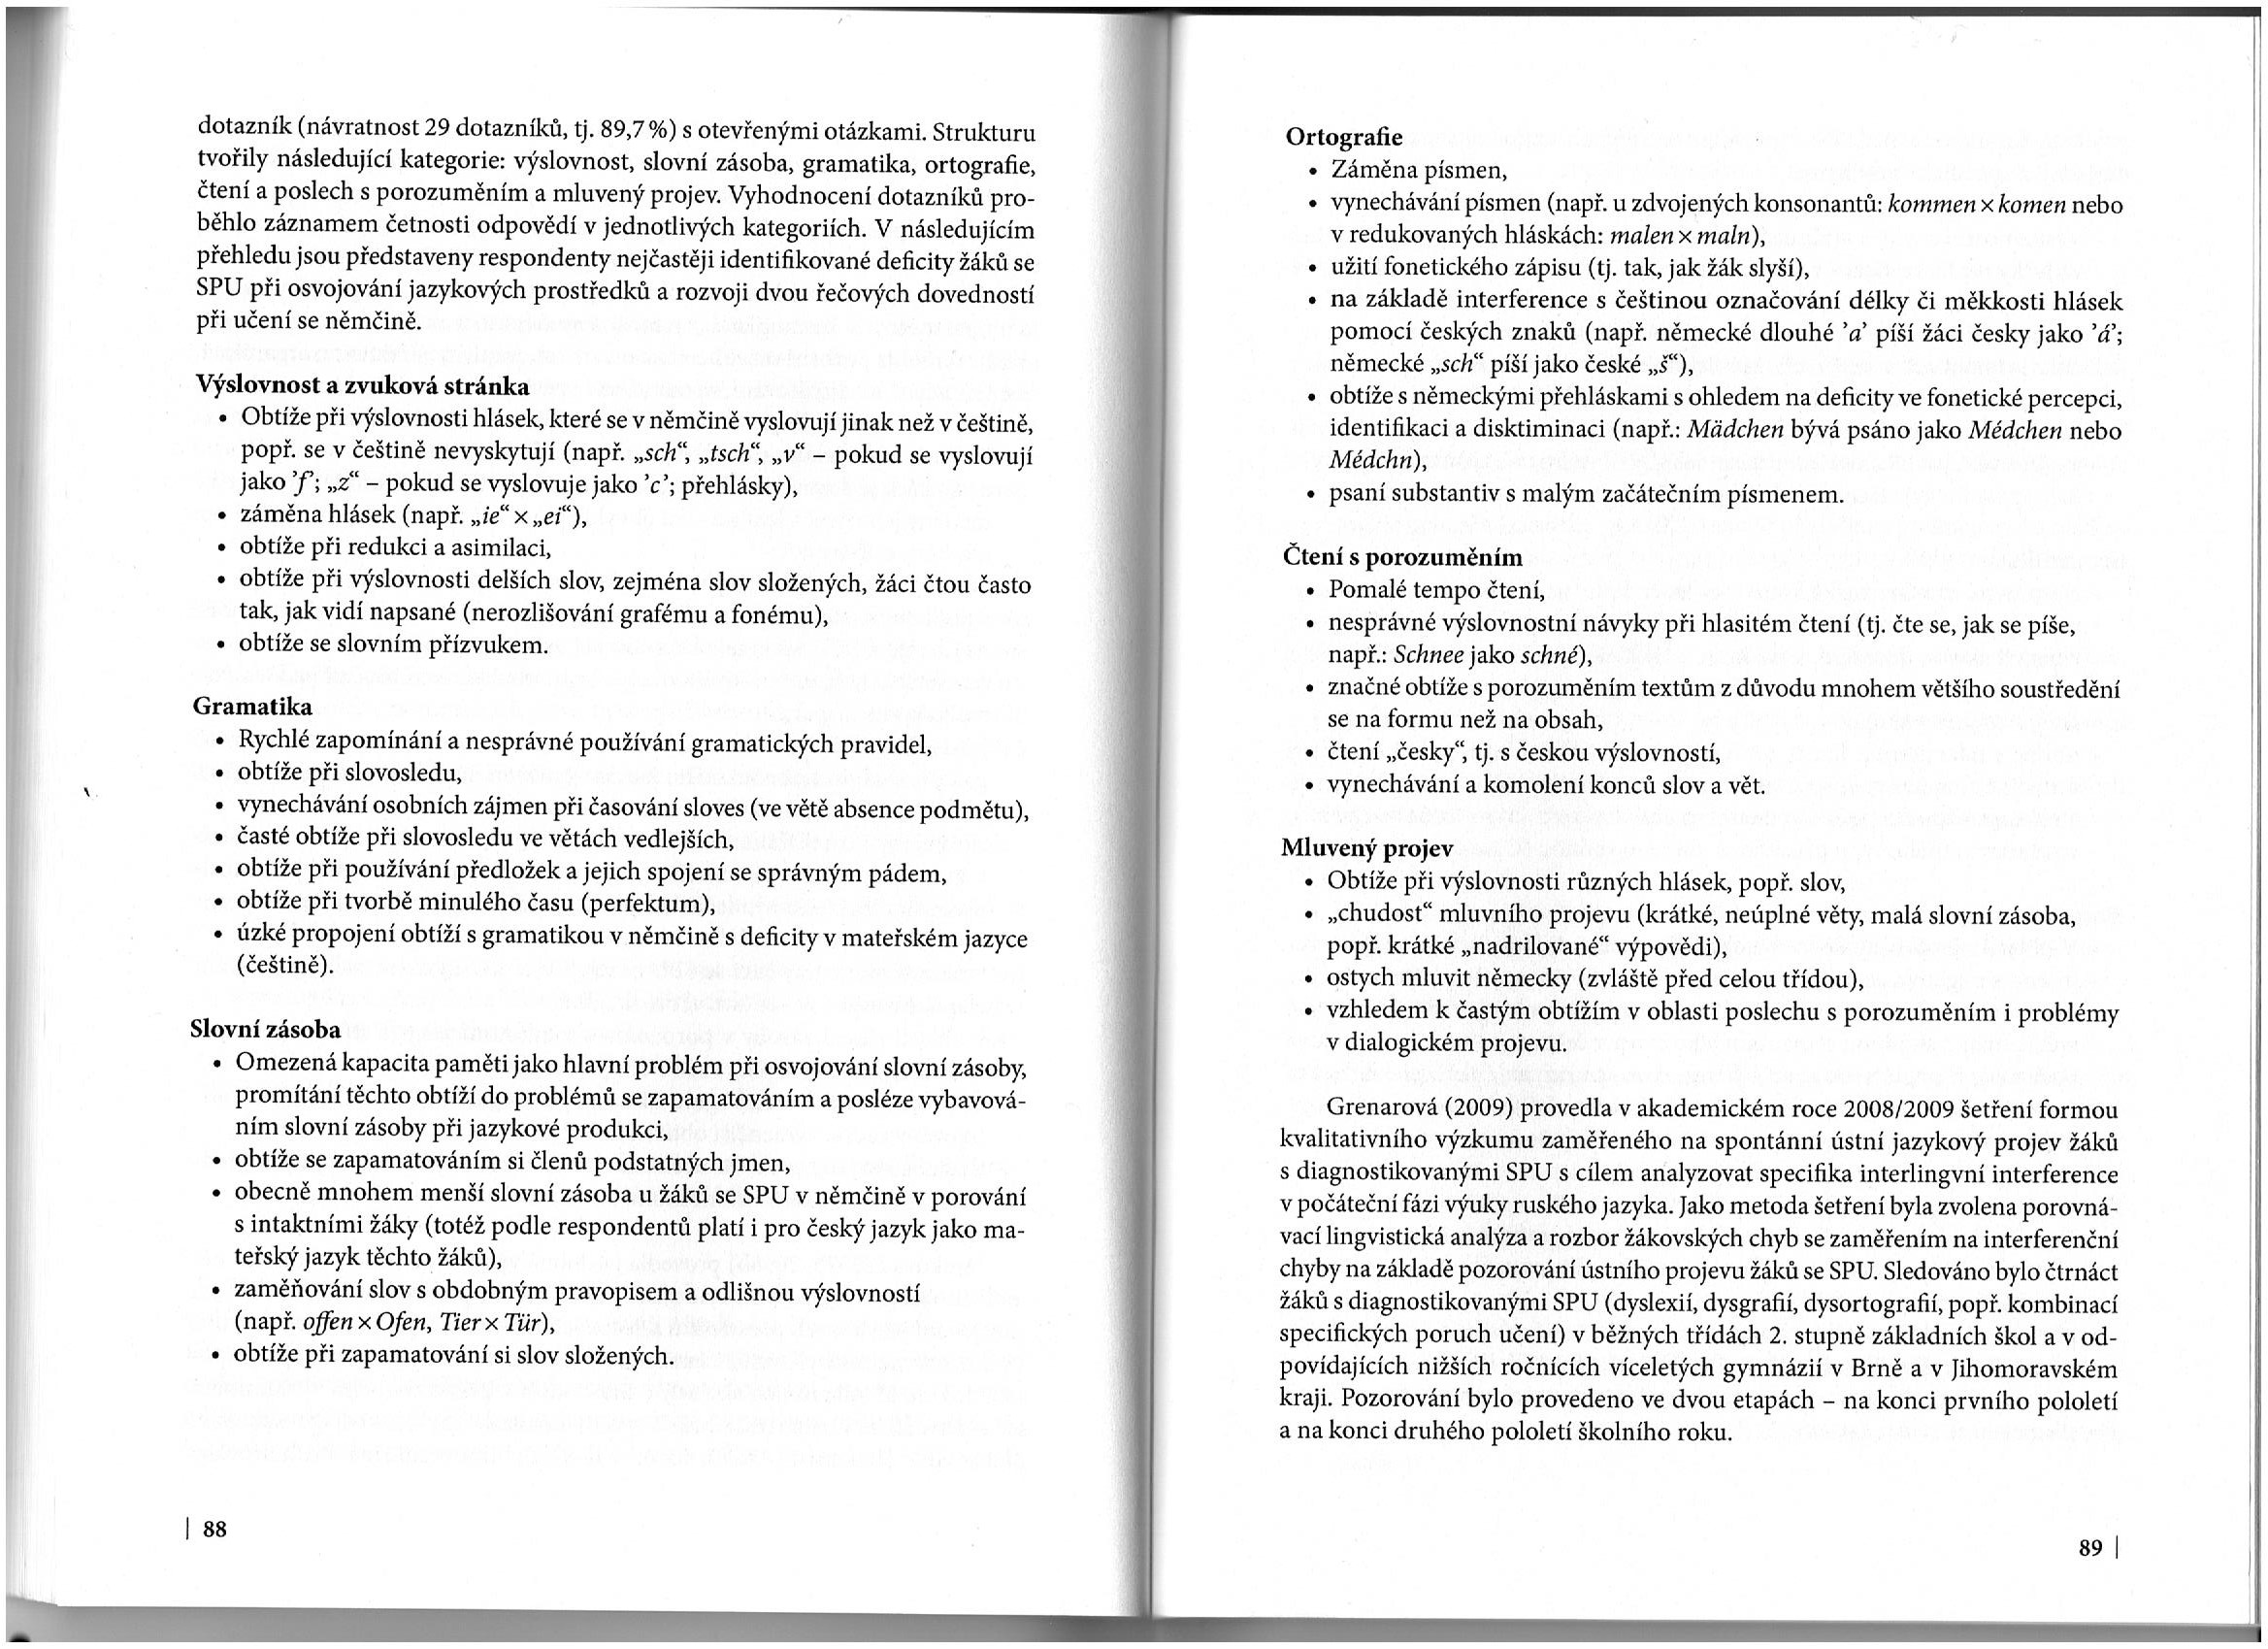 dotazník (návratnost 29 dotazníků, tj. 89,7 %) s otevřenými otázkami. Strukturu
tvořily následující kategorie: výslovnost, slovní zásoba, gramatika, ortografie,
čtení a poslech s porozuměním a mluvený projev. Vyhodnocení dotazníků pro-
běhlo záznamem četnosti odpovědí v jednotlivých kategoriích. V následujícím
přehledu jsou představeny respondenty nejčastěji identifikované deficity žáků se
SPU při osvojování jazykových prostředků a rozvoji dvou řečových dovedností
při učení se němčině.
Výslovnost a zvuková stránka
• Obtíže při výslovnosti hlásek, které se v němčině vyslovují jinak než v češtině,
popř. se v češtině nevyskytují (např. „sch“, „tsch“, „v“ – pokud se vyslovují
jako ’f’; „z“ – pokud se vyslovuje jako ’c’; přehlásky),
• záměna hlásek (např. „ie“ × „ei“),
• obtíže při redukci a asimilaci,
• obtíže při výslovnosti delších slov, zejména slov složených, žáci čtou často
tak, jak vidí napsané (nerozlišování grafému a fonému),
• obtíže se slovním přízvukem.
Gramatika
• Rychlé zapomínání a nesprávné používání gramatických pravidel,
• obtíže při slovosledu,
• vynechávání osobních zájmen při časování sloves (ve větě absence podmětu),
• časté obtíže při slovosledu ve větách vedlejších,
• obtíže při používání předložek a jejich spojení se správným pádem,
• obtíže při tvorbě minulého času (perfektum),
• úzké propojení obtíží s gramatikou v němčině s deficity v mateřském jazyce
(češtině).
Slovní zásoba
• Omezená kapacita paměti jako hlavní problém při osvojování slovní zásoby,
promítání těchto obtíží do problémů se zapamatováním a posléze vybavová-
ním slovní zásoby při jazykové produkci,
• obtíže se zapamatováním si členů podstatných jmen,
• obecně mnohem menší slovní zásoba u žáků se SPU v němčině v porování
s intaktními žáky (totéž podle respondentů platí i pro český jazyk jako ma-
teřský jazyk těchto žáků),
• zaměňování slov s obdobným pravopisem a odlišnou výslovností
(např. offen × Ofen, Tier × Tür),
• obtíže při zapamatování si slov složených.
| 88
Ortografie
• Záměna písmen,
• vynechávání písmen (např. u zdvojených konsonantů: kommen × komen nebo
v redukovaných hláskách: malen × maln),
• užití fonetického zápisu (tj. tak, jak žák slyší),
• na základě interference s češtinou označování délky či měkkosti hlásek
pomocí českých znaků (např. německé dlouhé ’a’ píší žáci česky jako ’á’;
německé „sch“ píší jako české „š“),
• obtíže s německými přehláskami s ohledem na deficity ve fonetické percepci,
identifikaci a disktiminaci (např.: Mädchen bývá psáno jako Médchen nebo
Médchn),
• psaní substantiv s malým začátečním písmenem.
Čtení s porozuměním
• Pomalé tempo čtení,
• nesprávné výslovnostní návyky při hlasitém čtení (tj. čte se, jak se píše,
např.: Schnee jako schné),
• značné obtíže s porozuměním textům z důvodu mnohem většího soustředění
se na formu než na obsah,
• čtení „česky“, tj. s českou výslovností,
• vynechávání a komolení konců slov a vět.
Mluvený projev
• Obtíže při výslovnosti různých hlásek, popř. slov,
• „chudost“ mluvního projevu (krátké, neúplné věty, malá slovní zásoba,
popř. krátké „nadrilované“ výpovědi),
• ostych mluvit německy (zvláště před celou třídou),
• vzhledem k častým obtížím v oblasti poslechu s porozuměním i problémy
v dialogickém projevu.
Grenarová (2009) provedla v akademickém roce 2008/2009 šetření formou
kvalitativního výzkumu zaměřeného na spontánní ústní jazykový projev žáků
s diagnostikovanými SPU s cílem analyzovat specifika interlingvní interference
v počáteční fázi výuky ruského jazyka. Jako metoda šetření byla zvolena porovná-
vací lingvistická analýza a rozbor žákovských chyb se zaměřením na interferenční
chyby na základě pozorování ústního projevu žáků se SPU. Sledováno bylo čtrnáct
žáků s diagnostikovanými SPU (dyslexií, dysgrafií, dysortografií, popř. kombinací
specifických poruch učení) v běžných třídách 2. stupně základních škol a v od-
povídajících nižších ročnících víceletých gymnázií v Brně a v Jihomoravském
kraji. Pozorování bylo provedeno ve dvou etapách – na konci prvního pololetí
a na konci druhého pololetí školního roku.
89 |